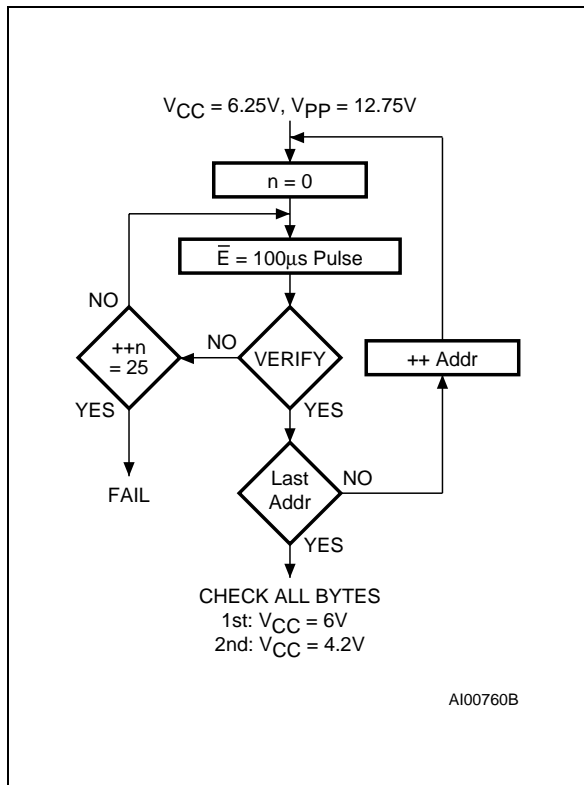 VCC = 6.25V, VPP = 12.75V
n = 0
E̅ = 100μs Pulse
NO
++n
= 25
NO
VERIFY
++ Addr
YES
YES
FAIL
Last
Addr
NO
YES
CHECK ALL BYTES
1st: VCC = 6V
2nd: VCC = 4.2V
AI00760B